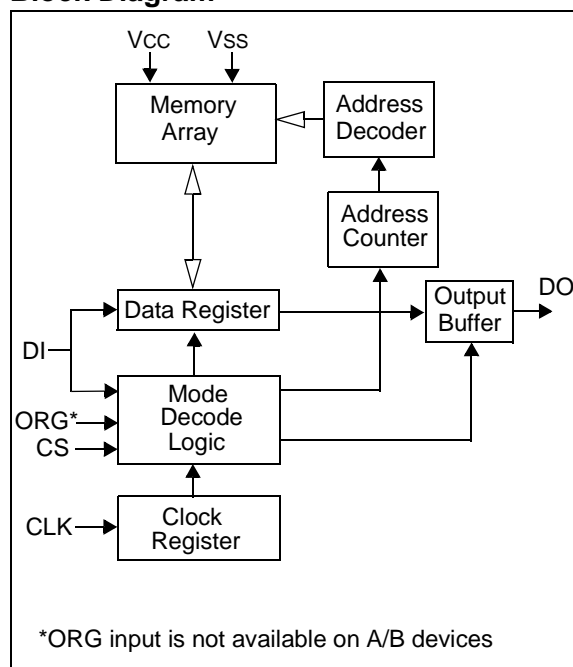 Block Diagram
VCC
VSS
Memory
Array
Address
Decoder
Address
Counter
Data Register
Output
Buffer
DO
DI
Mode
Decode
Logic
ORG*
CS
CLK
Clock
Register
*ORG input is not available on A/B devices